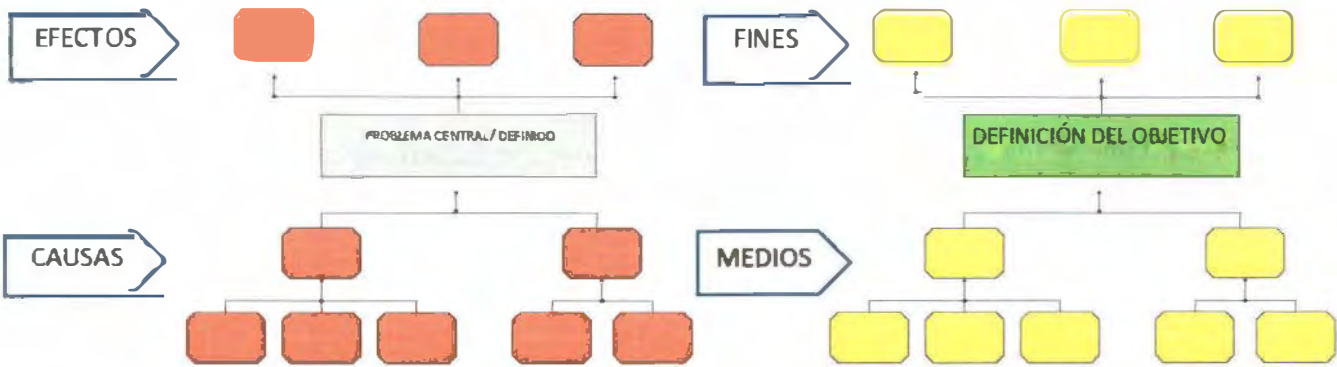 EFECTOS
FINES
PROBLEMA CENTRAL / DEFINIDO
DEFINICIÓN DEL OBJETIVO
CAUSAS
MEDIOS